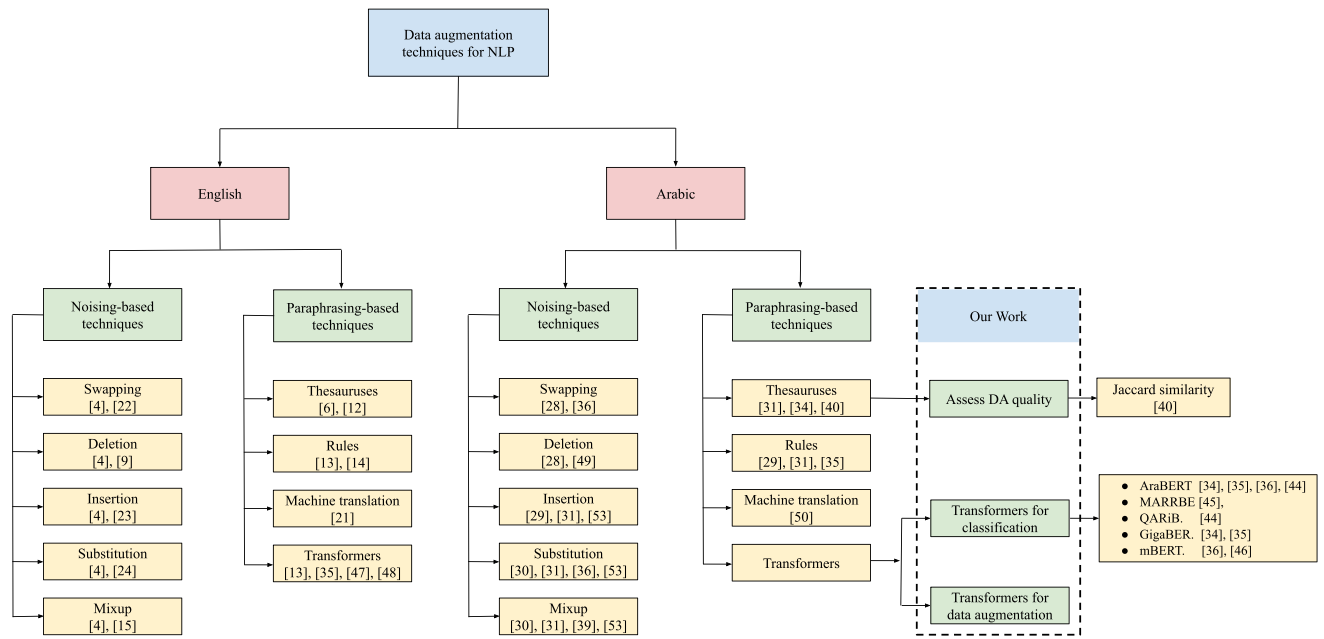 Data augmentation
techniques for NLP
English
Arabic
Noising-based
techniques
Swapping
[4], [22]
Deletion
[4], [9]
Insertion
[4], [23]
Substitution
[4], [24]
Mixup
[4], [15]
Paraphrasing-based
techniques
Thesauruses
[6], [12]
Rules
[13], [14]
Machine translation
[21]
Transformers
[13], [35], [47], [48]
Noising-based
techniques
Swapping
[28], [36]
Deletion
[28], [49]
Insertion
[29], [31], [53]
Substitution
[30], [31], [36], [53]
Mixup
[30], [31], [39], [53]
Paraphrasing-based
techniques
Thesauruses
[31], [34], [40]
Rules
[29], [31], [35]
Machine translation
[50]
Transformers
Our Work
Assess DA quality
Transformers for
classification
Transformers for
data augmentation
Jaccard similarity
[40]
● AraBERT [34], [35], [36], [44]
● MARRBE [45],
● QARiB. [44]
● GigaBER. [34], [35]
● mBERT. [36], [46]